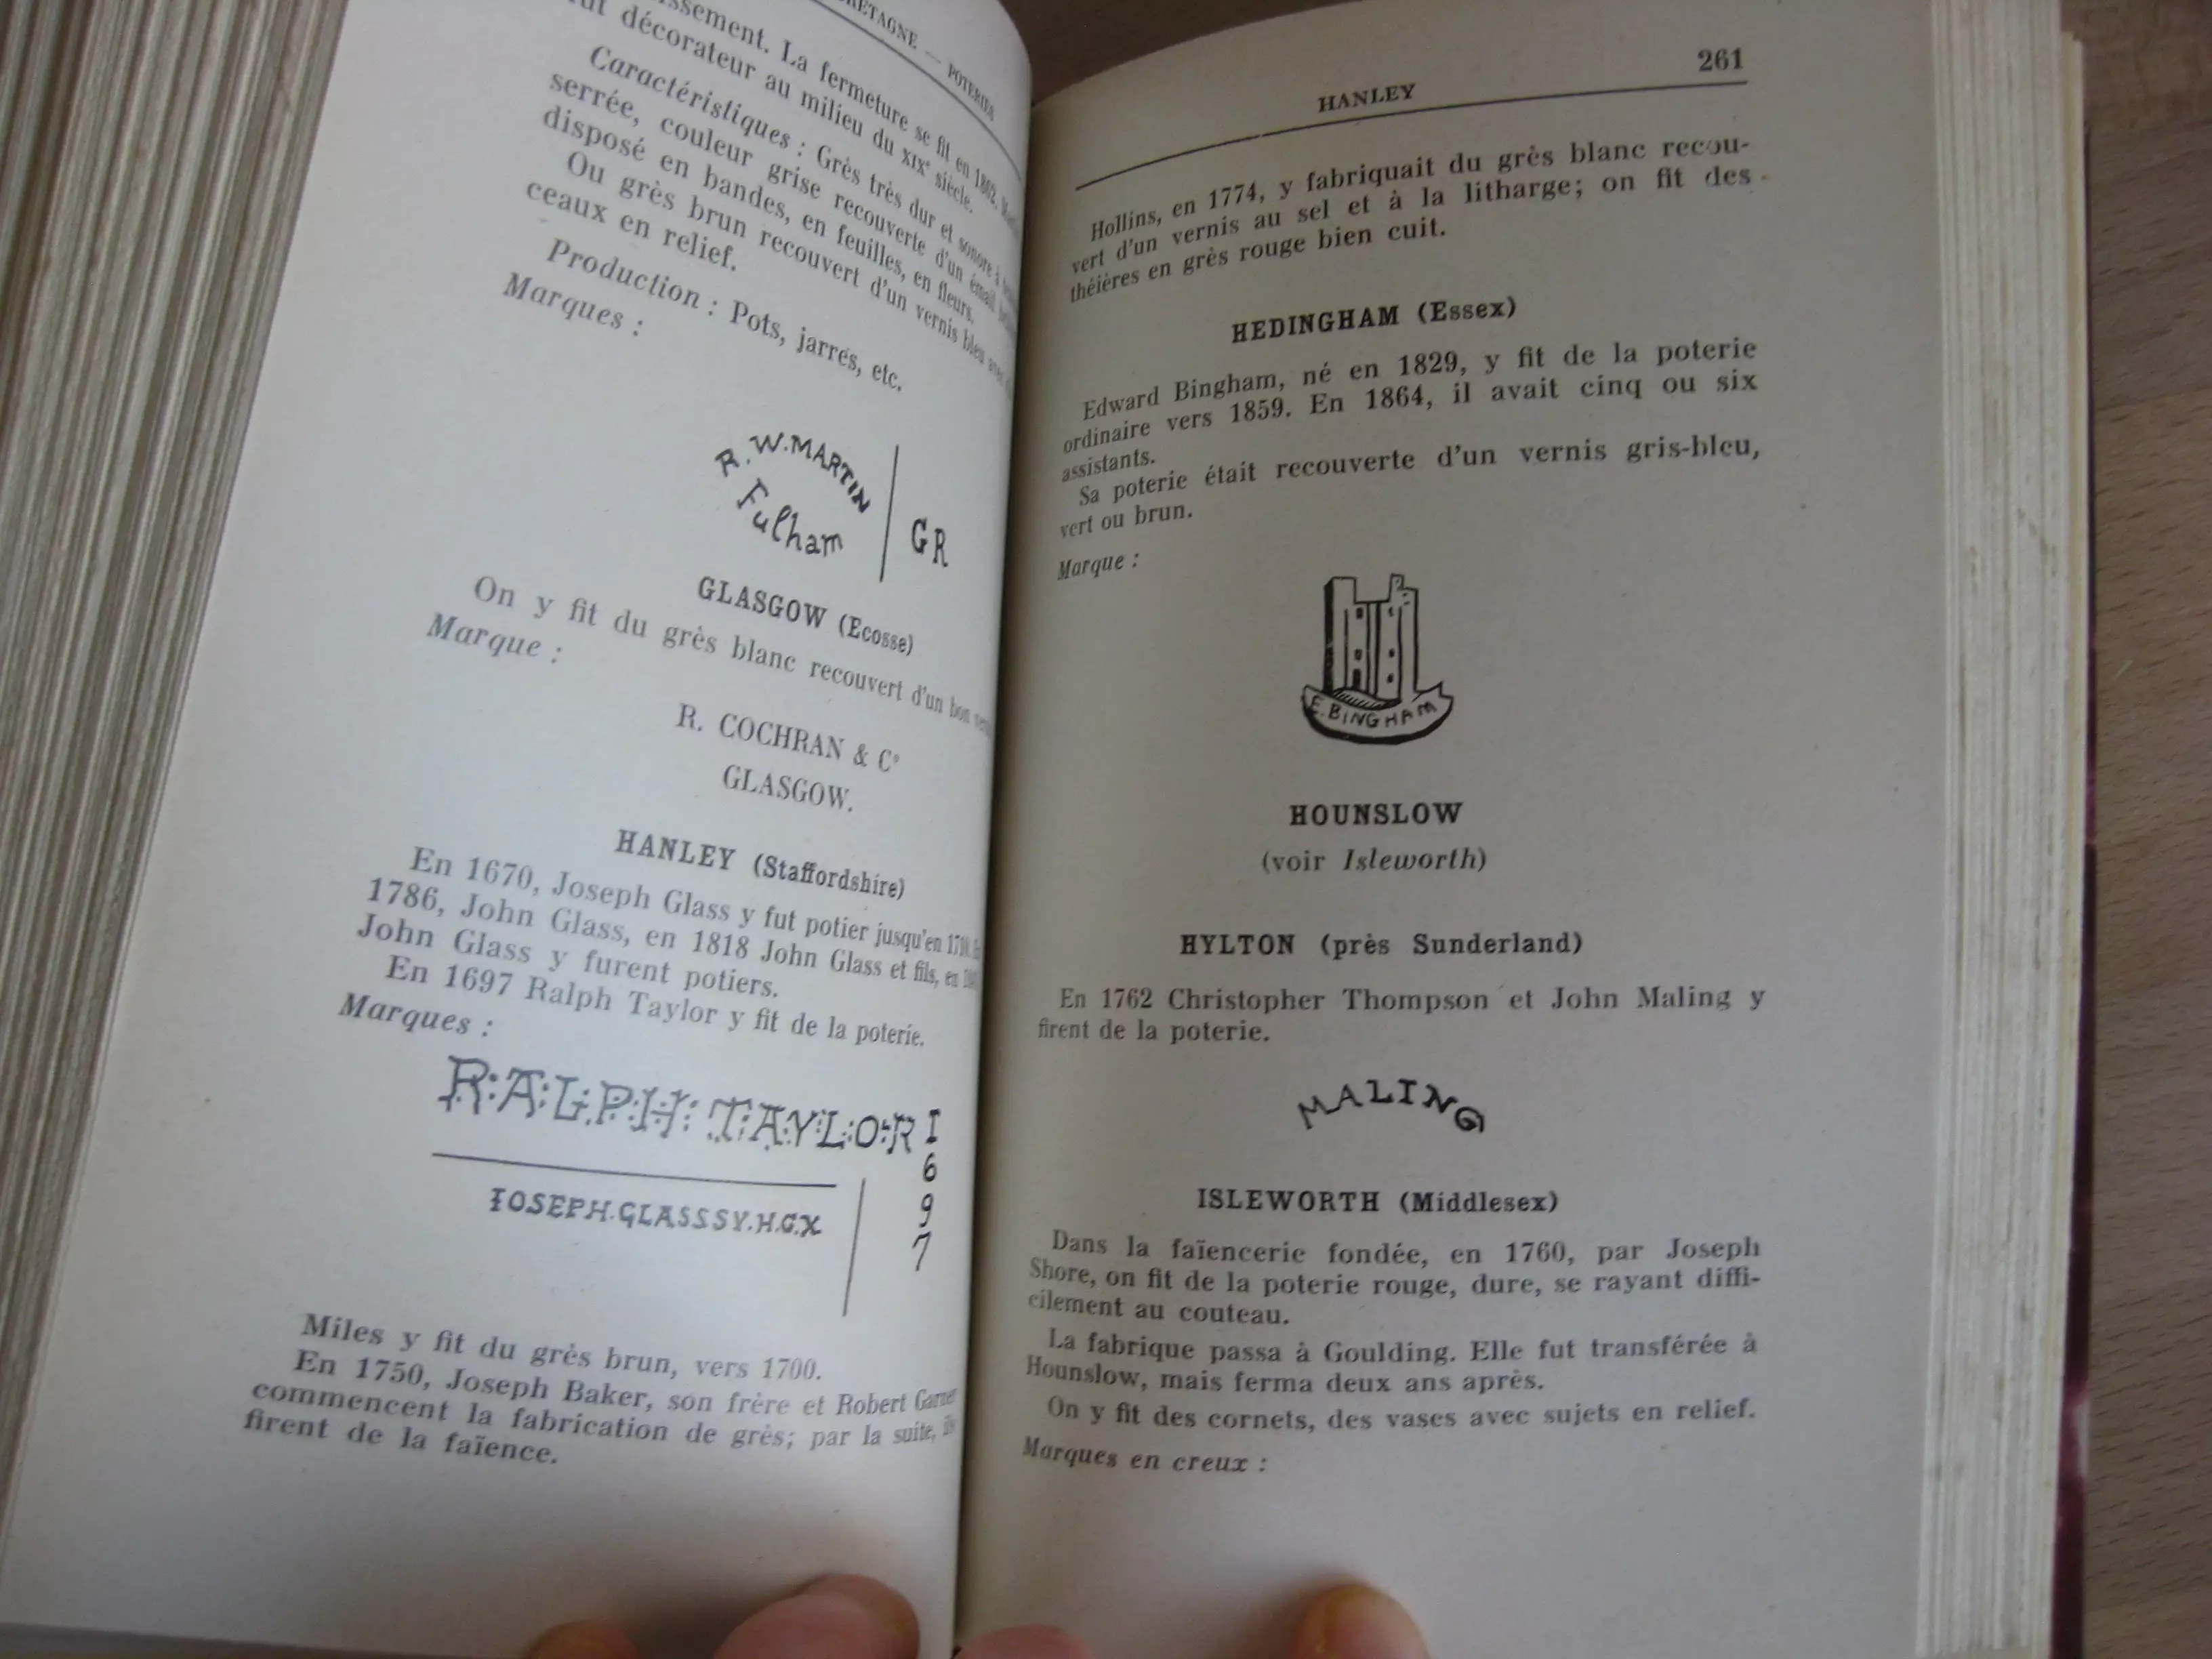 — POTERIES
décorateur au milieu du XIXe siècle.
La fermeture se fit en 1862.
Caractéristiques : Grès très dur et sonore à
serrée, couleur grise recouverte d'un émail
disposé en bandes, en feuilles, en fleurs.
Ou grès brun recouvert d'un vernis bleu avec
ceaux en relief.
Production : Pots, jarres, etc.
Marques :
R. W. MARTIN
Fulham
GR
GLASGOW (Ecosse)
On y fit du grès blanc recouvert d'un bon
Marque :
R. COCHRAN & Co
GLASGOW.
HANLEY (Staffordshire)
En 1670, Joseph Glass y fut potier jusqu'en
1786, John Glass, en 1818 John Glass et fils, en
John Glass y furent potiers.
En 1697 Ralph Taylor y fit de la poterie.
Marques :
R:A:L:P:H: T:A:Y:L:O:R I
6
9
7
IOSEPH.GLASSSY.H.G.X
Miles y fit du grès brun, vers 1700.
En 1750, Joseph Baker, son frère et Robert Garner
commencent la fabrication de grès; par la suite, ils
firent de la faïence.
HANLEY 261
Hollins, en 1774, y fabriquait du grès blanc recou-
vert d'un vernis au sel et à la litharge; on fit des
théières en grès rouge bien cuit.
HEDINGHAM (Essex)
Edward Bingham, né en 1829, y fit de la poterie
ordinaire vers 1859. En 1864, il avait cinq ou six
assistants.
Sa poterie était recouverte d'un vernis gris-bleu,
vert ou brun.
Marque :
E. BINGHAM
HOUNSLOW
(voir Isleworth)
HYLTON (près Sunderland)
En 1762 Christopher Thompson et John Maling y
firent de la poterie.
MALING
ISLEWORTH (Middlesex)
Dans la faïencerie fondée, en 1760, par Joseph
Shore, on fit de la poterie rouge, dure, se rayant diffi-
cilement au couteau.
La fabrique passa à Goulding. Elle fut transférée à
Hounslow, mais ferma deux ans après.
On y fit des cornets, des vases avec sujets en relief.
Marques en creux :